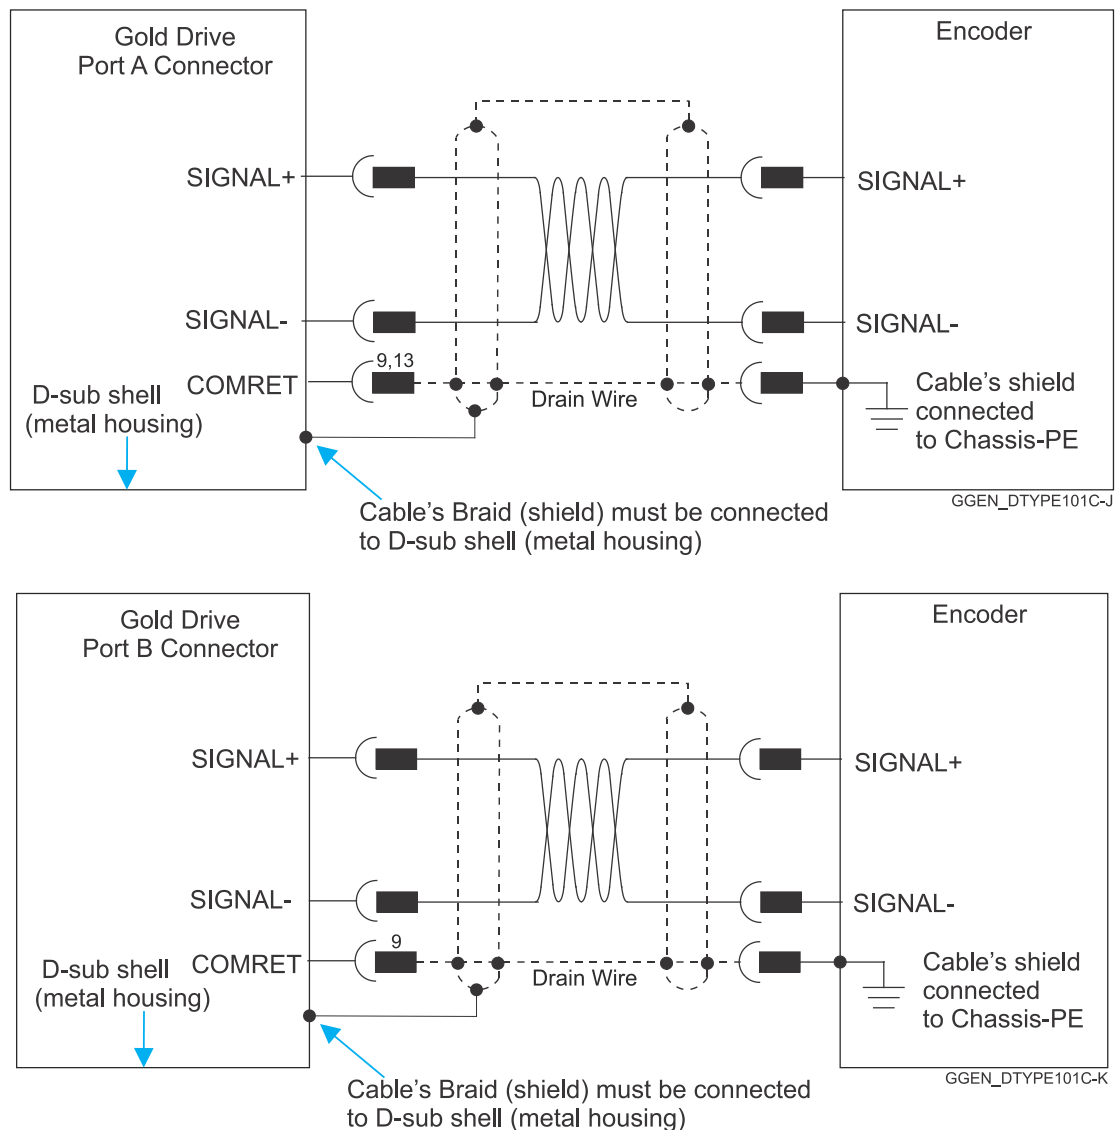 Gold Drive
Port A Connector
Encoder
SIGNAL+
SIGNAL+
SIGNAL-
SIGNAL-
9,13
COMRET
Drain Wire
D-sub shell
(metal housing)
Cable's shield
connected
to Chassis-PE
GGEN_DTYPE101C-J
Cable's Braid (shield) must be connected
to D-sub shell (metal housing)
Gold Drive
Port B Connector
Encoder
SIGNAL+
SIGNAL+
SIGNAL-
SIGNAL-
9
COMRET
Drain Wire
D-sub shell
(metal housing)
Cable's shield
connected
to Chassis-PE
GGEN_DTYPE101C-K
Cable's Braid (shield) must be connected
to D-sub shell (metal housing)